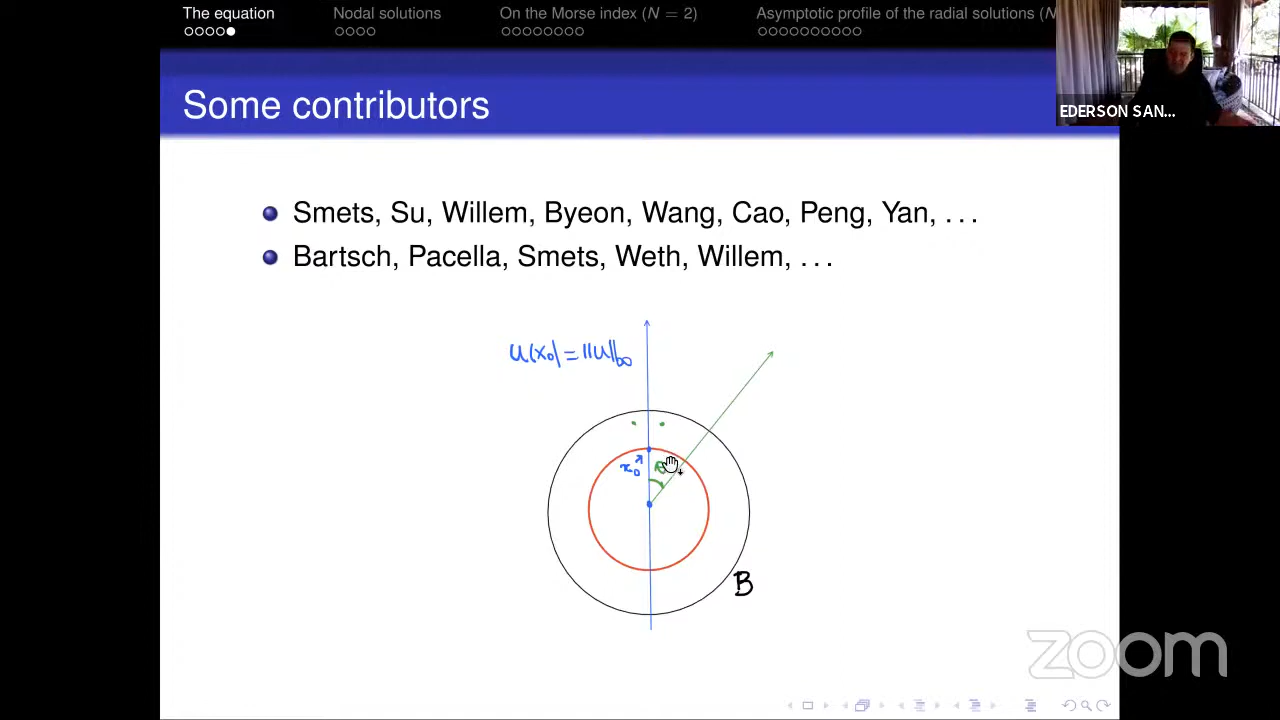 The equation
Nodal solutions
On the Morse index (N = 2)
Asymptotic profile of the radial solutions (N
EDERSON SAN...
Some contributors
Smets, Su, Willem, Byeon, Wang, Cao, Peng, Yan, ...
Bartsch, Pacella, Smets, Weth, Willem, ...
u(x₀) = ||u||∞
x₀
B
zoom